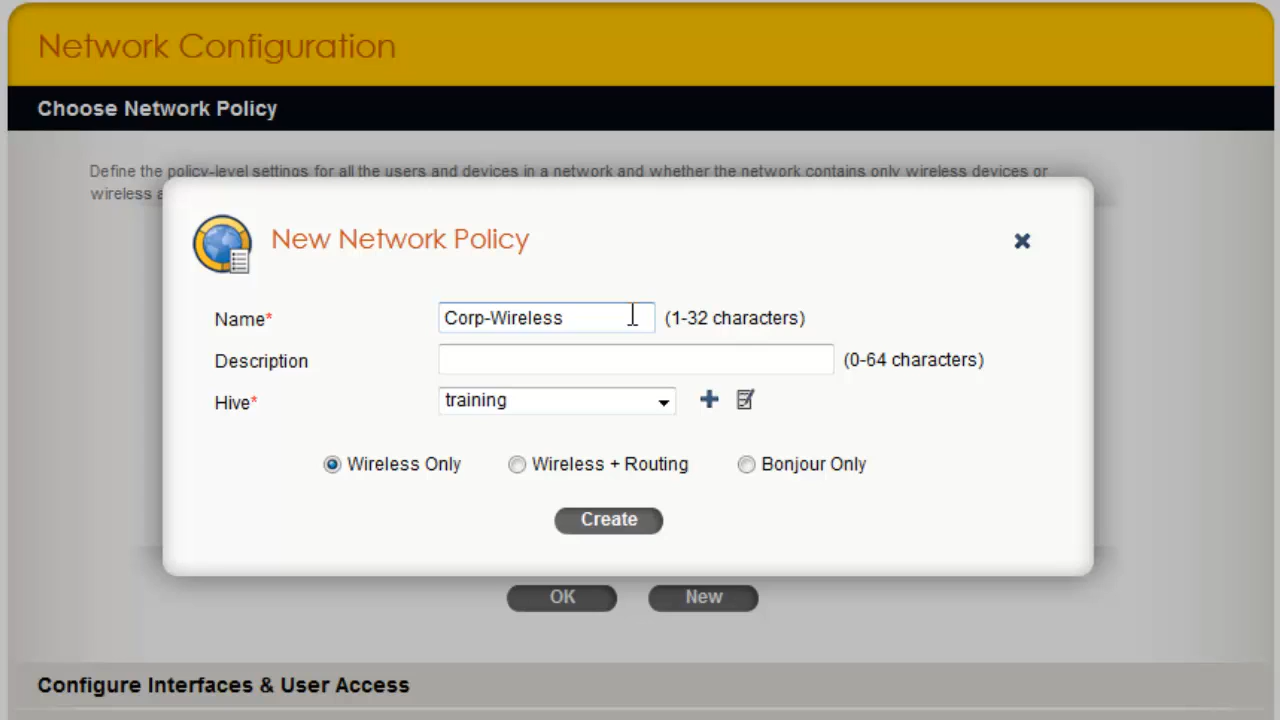 Network Configuration
Choose Network Policy
Define the policy-level settings for all the users and devices in a network and whether the network contains only wireless devices or
wireless a
New Network Policy
Name* Corp-Wireless (1-32 characters)
Description (0-64 characters)
Hive* training
Wireless Only Wireless + Routing Bonjour Only
Create
OK New
Configure Interfaces & User Access